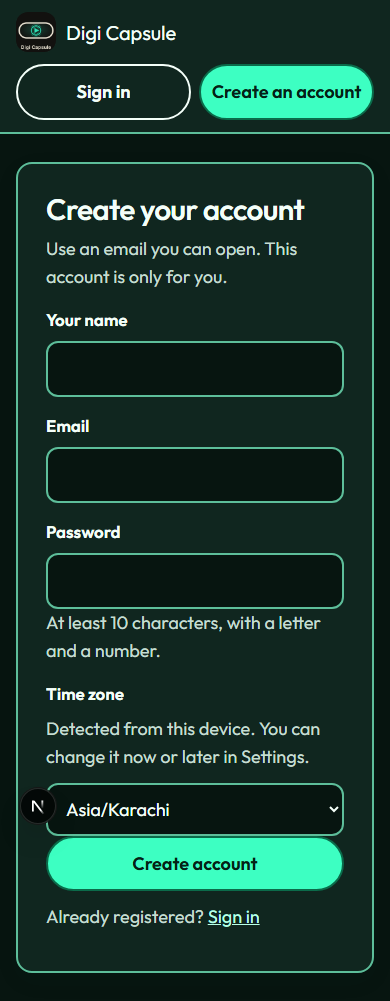 Digi Capsule
Digi Capsule
Sign in
Create an account
Create your account
Use an email you can open. This
account is only for you.
Your name
Email
Password
At least 10 characters, with a letter
and a number.
Time zone
Detected from this device. You can
change it now or later in Settings.
N
Asia/Karachi
Create account
Already registered? Sign in